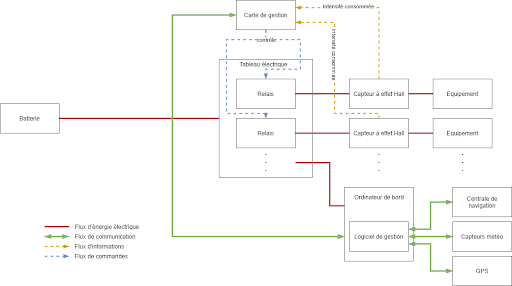 Intensité consommée
Carte de gestion
contrôle
Intensité consommée
Tableau électrique
Relais
Capteur à effet Hall
Equipement
Batterie
Relais
Capteur à effet Hall
Equipement
Ordinateur de bord
Centrale de
navigation
Logiciel de gestion
Capteurs météo
GPS
Flux d'énergie électrique
Flux de communication
Flux d'informations
Flux de commandes